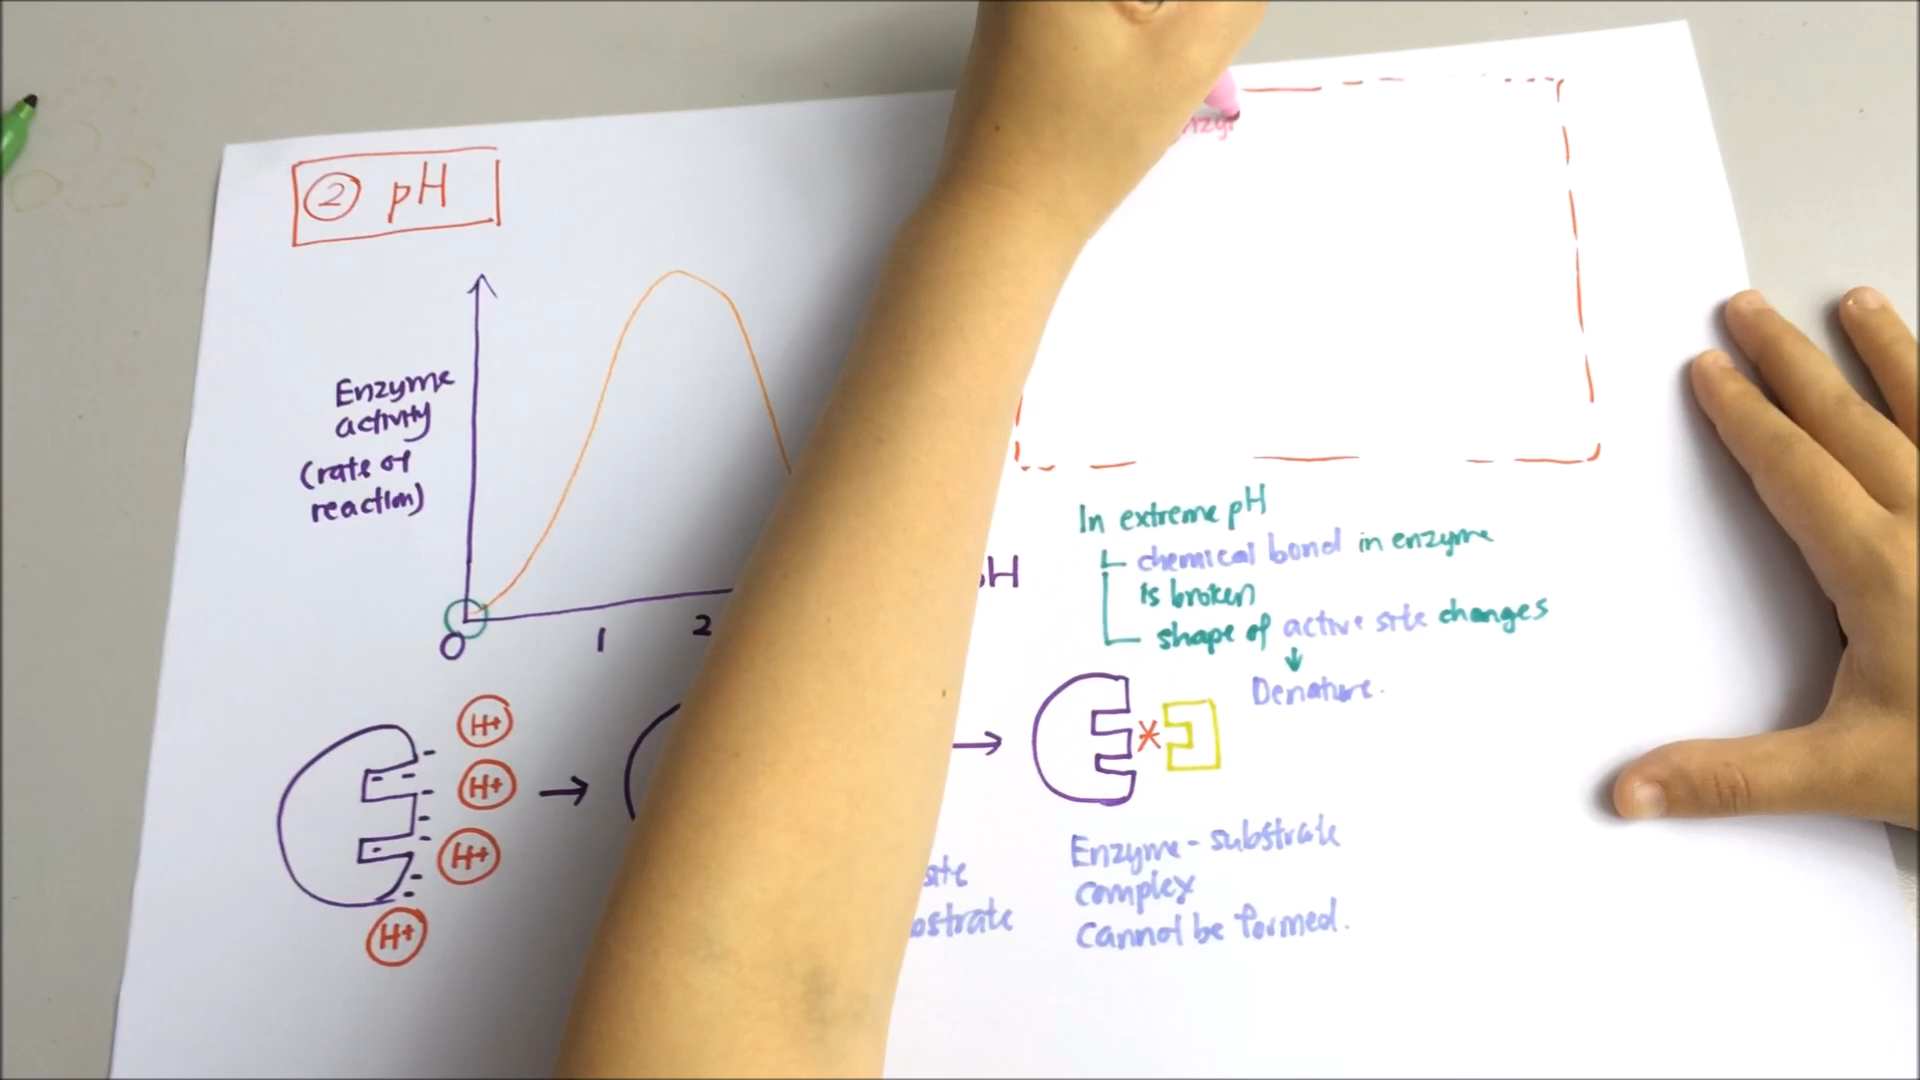 ② pH
Enzyme
activity
(rate of
reaction)
0 1 2
H+
H+
H+
H+
In extreme pH
chemical bond in enzyme
is broken
shape of active site changes
Denature.
Enzyme-substrate
complex
cannot be formed.